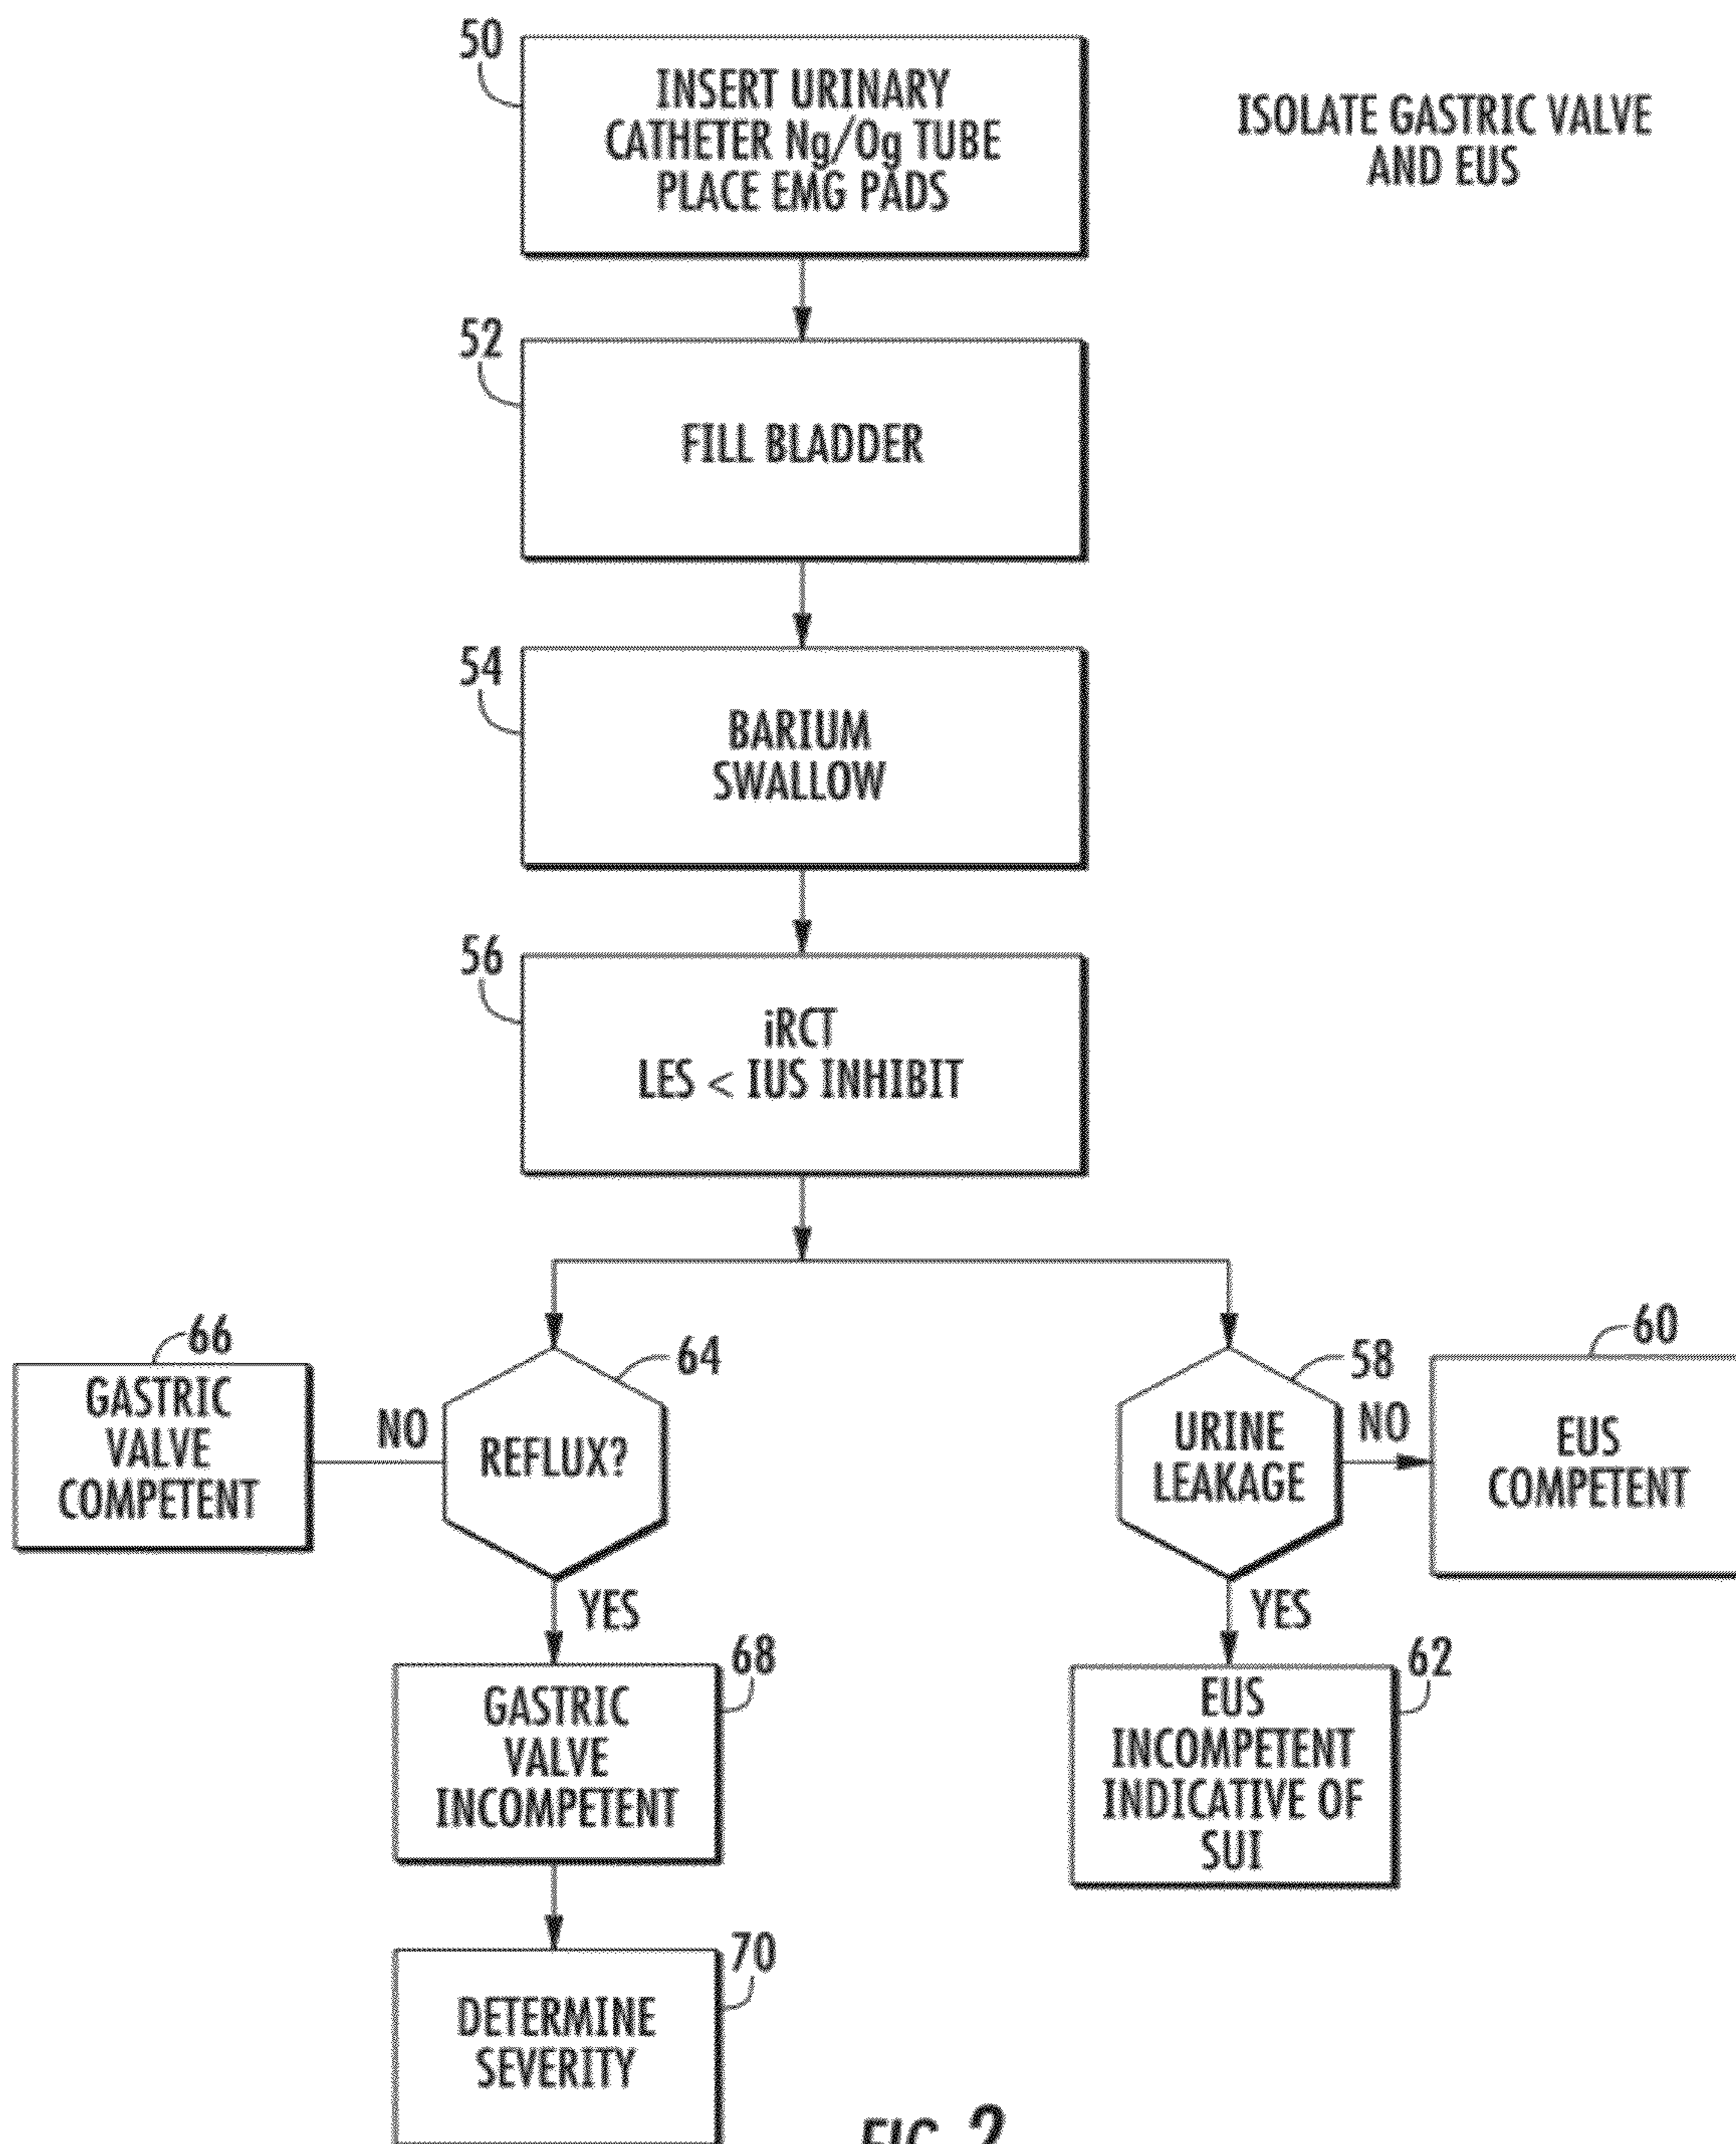 50
INSERT URINARY
CATHETER Ng/Og TUBE
PLACE EMG PADS
ISOLATE GASTRIC VALVE
AND EUS
52
FILL BLADDER
54
BARIUM
SWALLOW
56
iRCT
LES < IUS INHIBIT
66
GASTRIC
VALVE
COMPETENT
NO
64
REFLUX?
58
URINE
LEAKAGE
NO
60
EUS
COMPETENT
YES
YES
68
GASTRIC
VALVE
INCOMPETENT
62
EUS
INCOMPETENT
INDICATIVE OF
SUI
70
DETERMINE
SEVERITY
FIG. 2